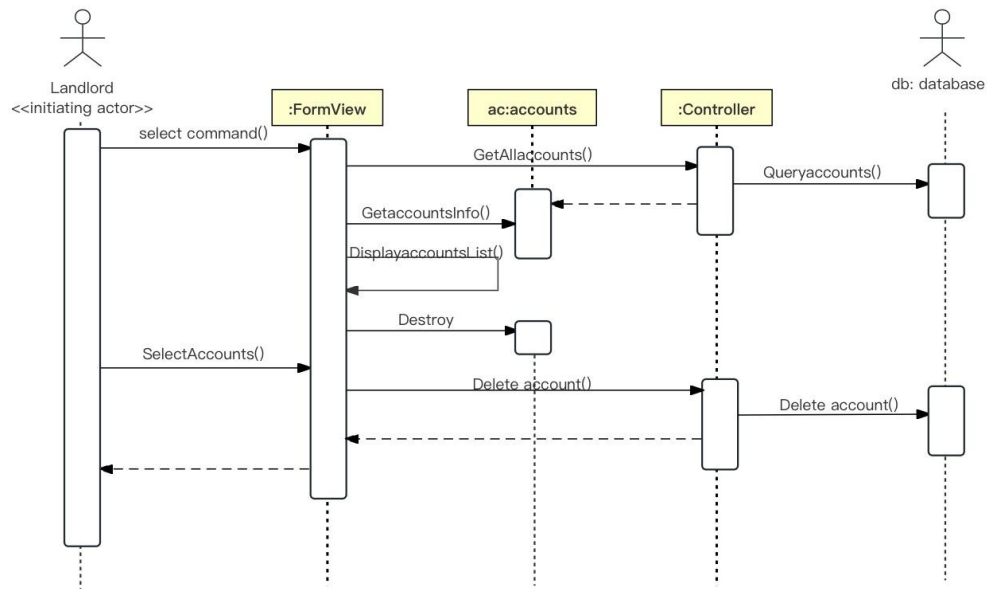 Landlord
<<initiating actor>>
:FormView
ac:accounts
:Controller
db: database
select command()
GetAllaccounts()
Queryaccounts()
GetaccountsInfo()
DisplayaccountsList()
Destroy
SelectAccounts()
Delete account()
Delete account()